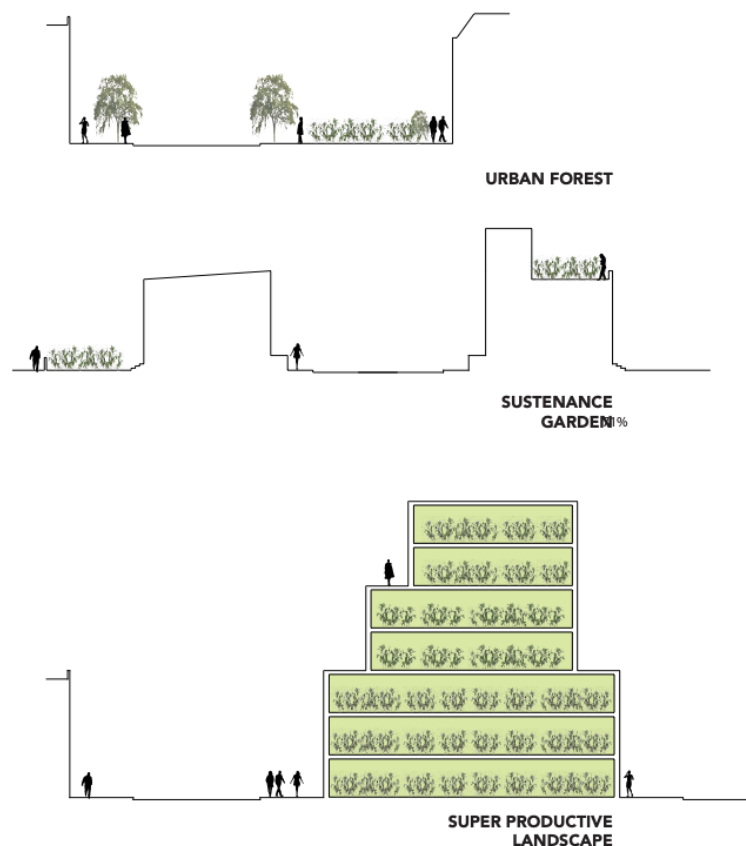 URBAN FOREST
SUSTENANCE
GARDEN
SUPER PRODUCTIVE
LANDSCAPE